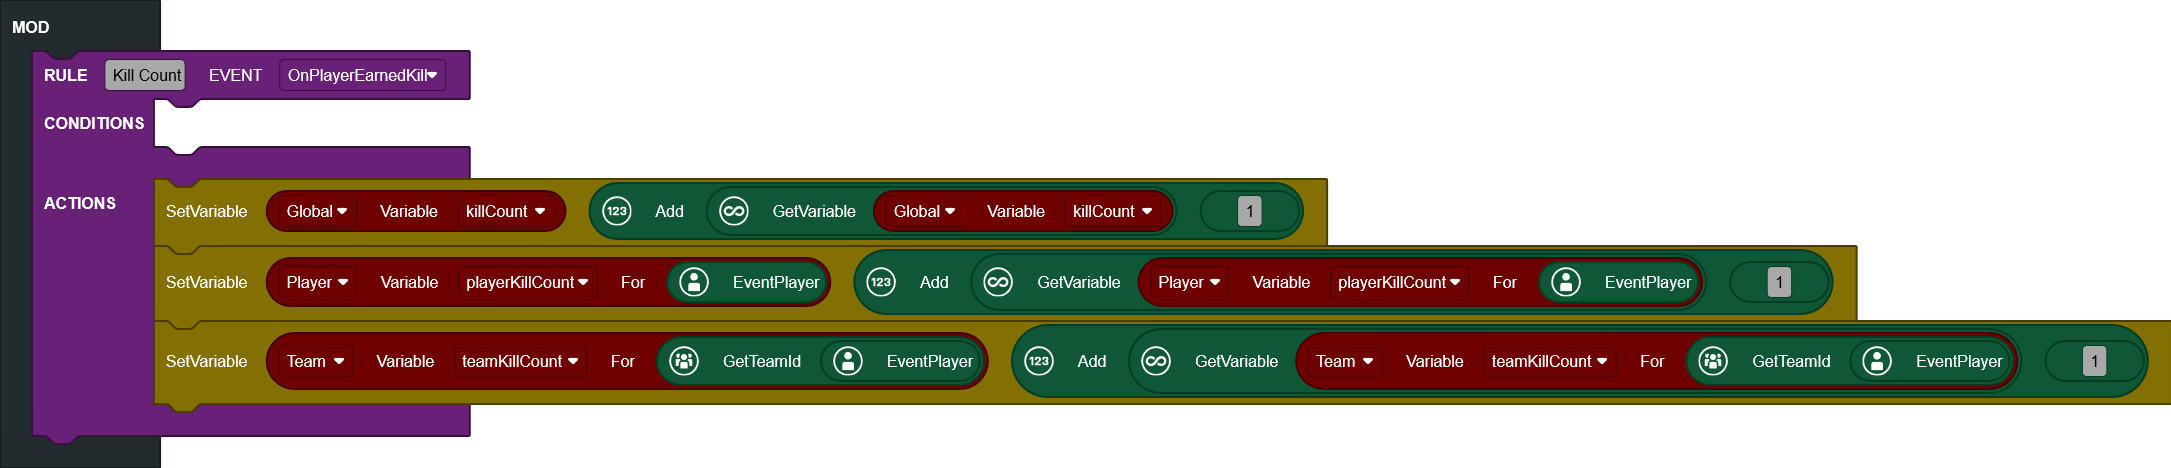 MOD
RULE Kill Count EVENT OnPlayerEarnedKill
CONDITIONS
ACTIONS SetVariable Global Variable killCount 123 Add GetVariable Global Variable killCount 1
SetVariable Player Variable playerKillCount For EventPlayer 123 Add GetVariable Player Variable playerKillCount For EventPlayer 1
SetVariable Team Variable teamKillCount For GetTeamId EventPlayer 123 Add GetVariable Team Variable teamKillCount For GetTeamId EventPlayer 1